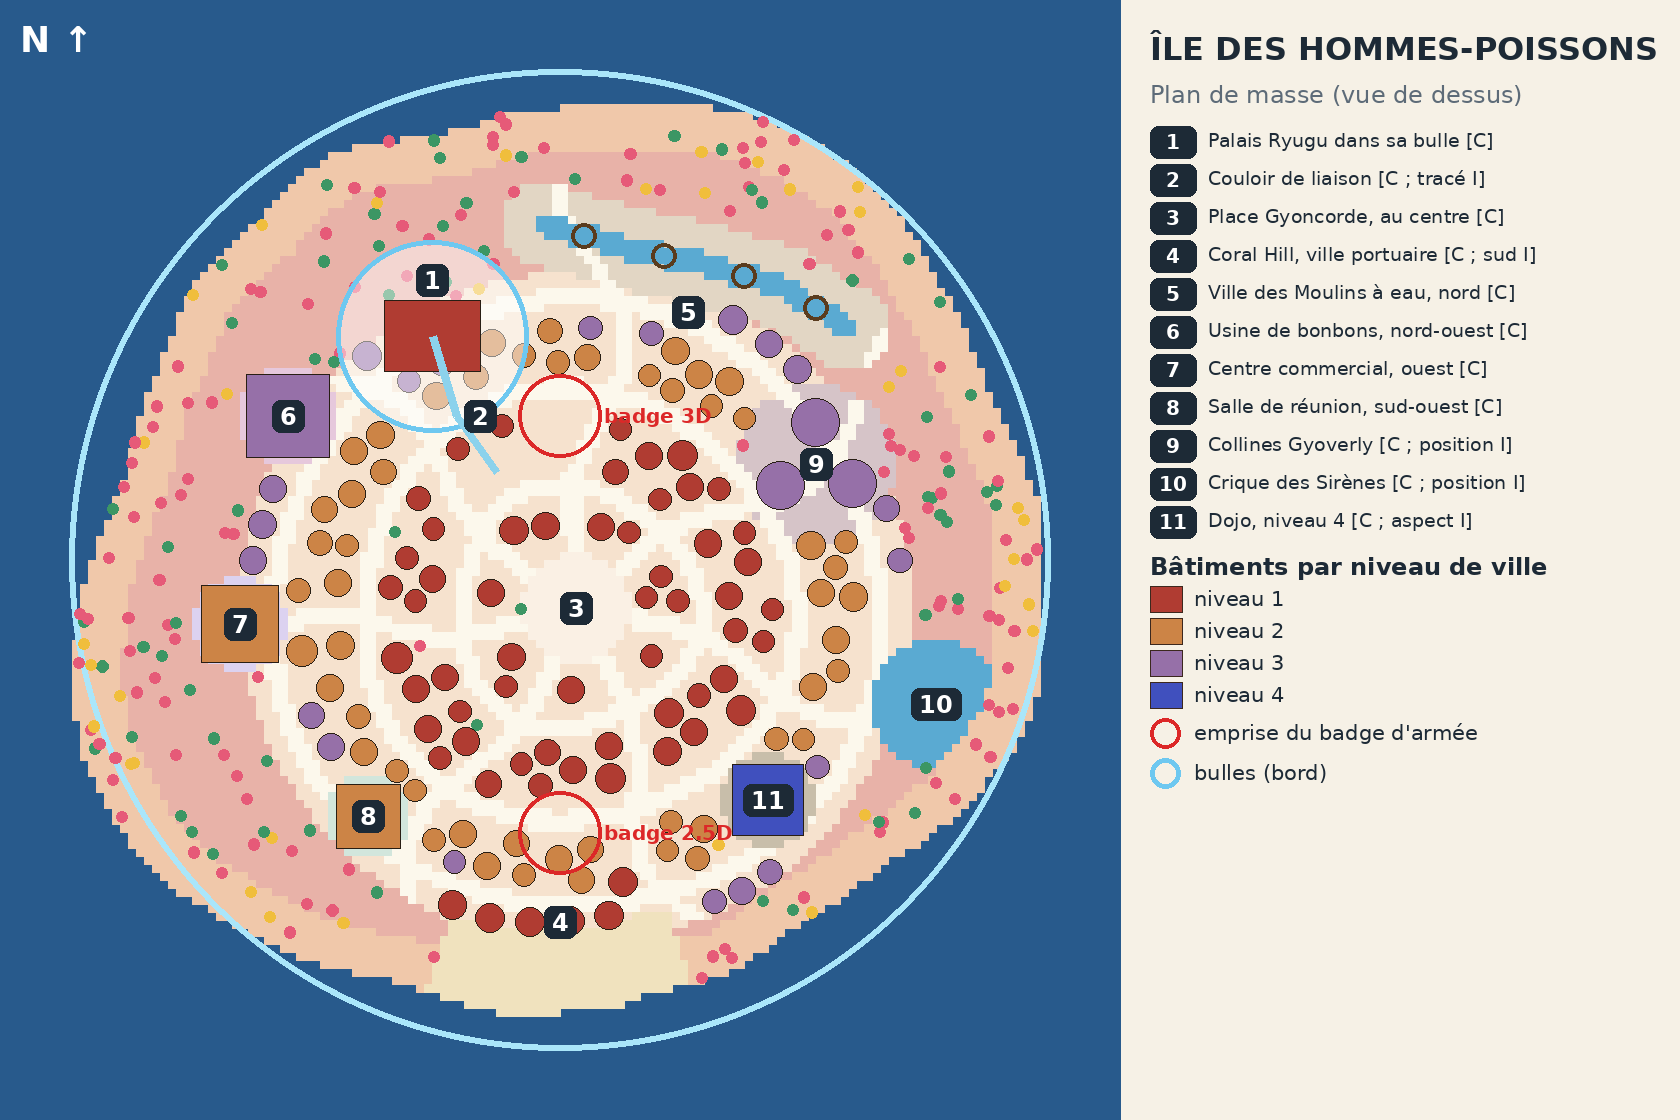 N ↑
1
2
badge 3D
5
6
9
3
7
10
8
11
badge 2.5D
4
ÎLE DES HOMMES-POISSONS
Plan de masse (vue de dessus)
1 Palais Ryugu dans sa bulle [C]
2 Couloir de liaison [C ; tracé I]
3 Place Gyoncorde, au centre [C]
4 Coral Hill, ville portuaire [C ; sud I]
5 Ville des Moulins à eau, nord [C]
6 Usine de bonbons, nord-ouest [C]
7 Centre commercial, ouest [C]
8 Salle de réunion, sud-ouest [C]
9 Collines Gyoverly [C ; position I]
10 Crique des Sirènes [C ; position I]
11 Dojo, niveau 4 [C ; aspect I]
Bâtiments par niveau de ville
niveau 1
niveau 2
niveau 3
niveau 4
emprise du badge d'armée
bulles (bord)